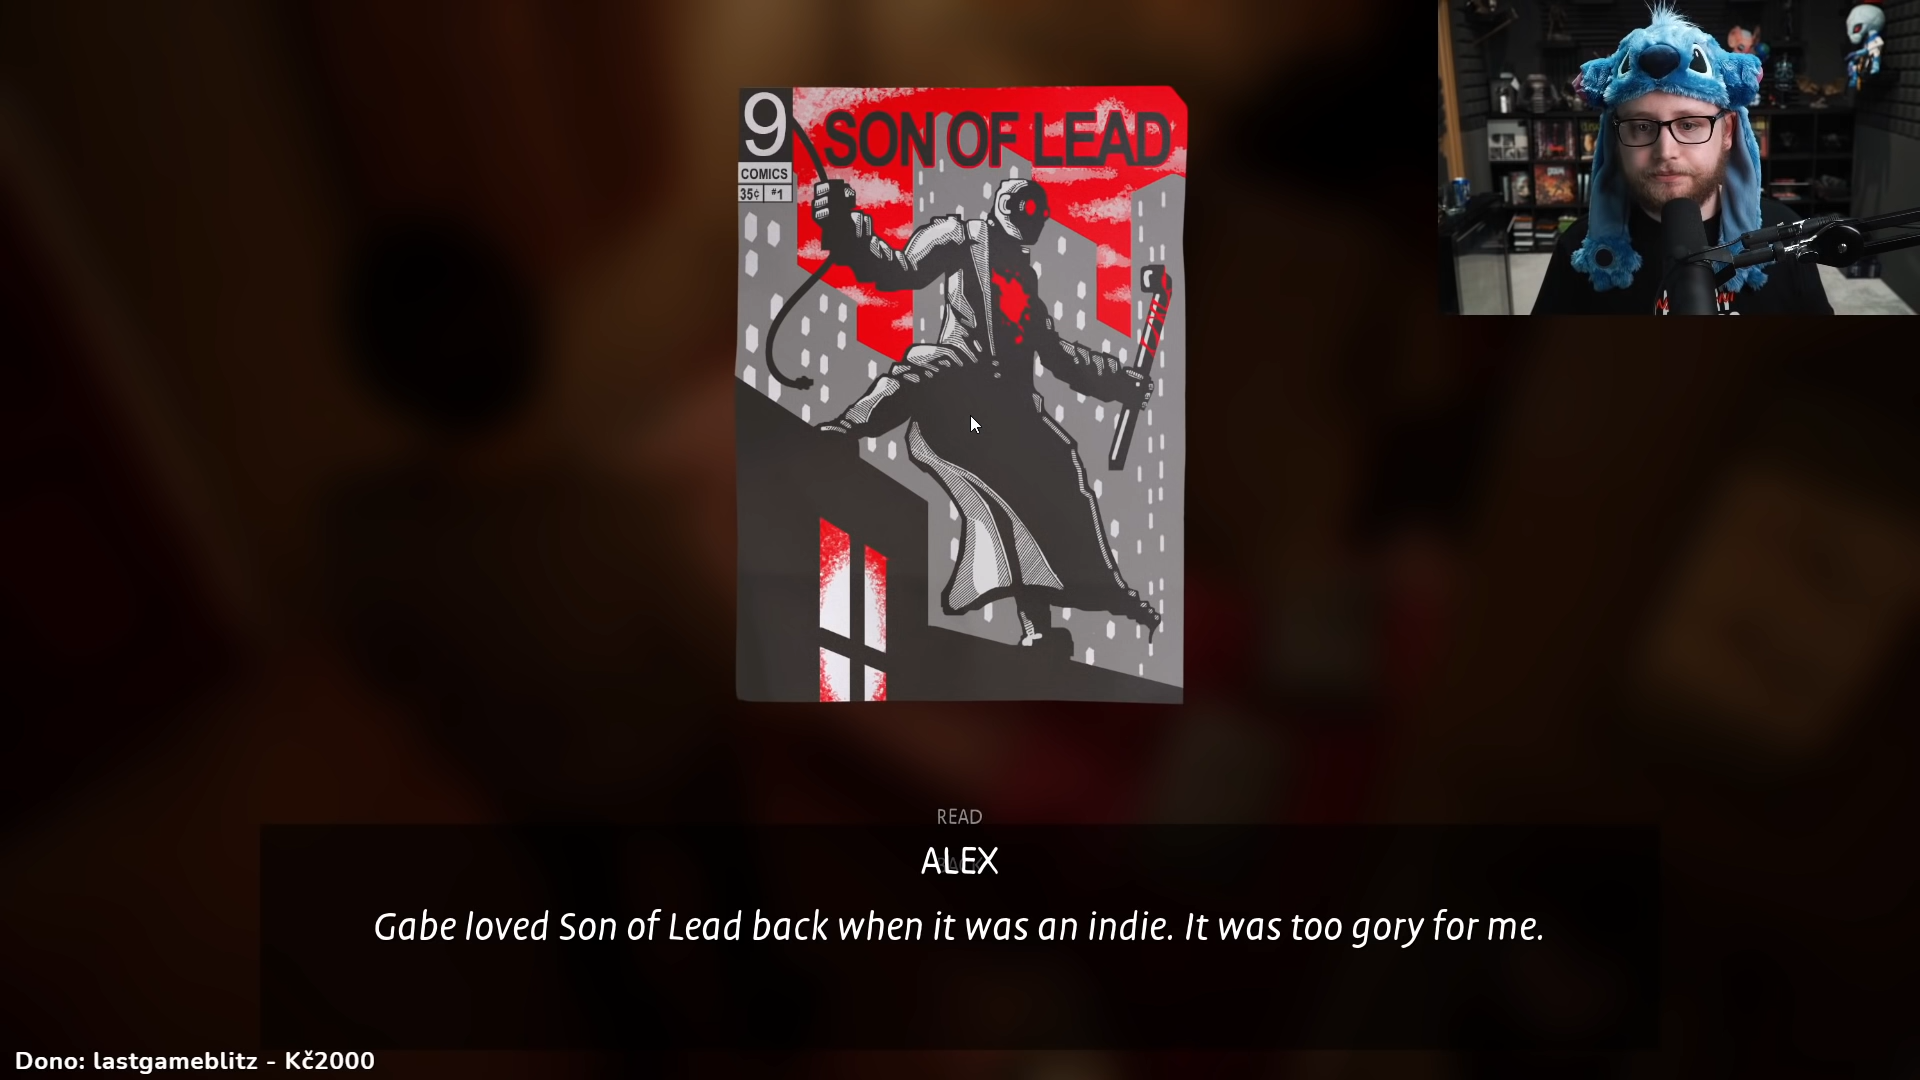 9
SON OF LEAD
COMICS
35¢ #1
READ
ALEX
Gabe loved Son of Lead back when it was an indie. It was too gory for me.
Dono: lastgameblitz - Kč2000